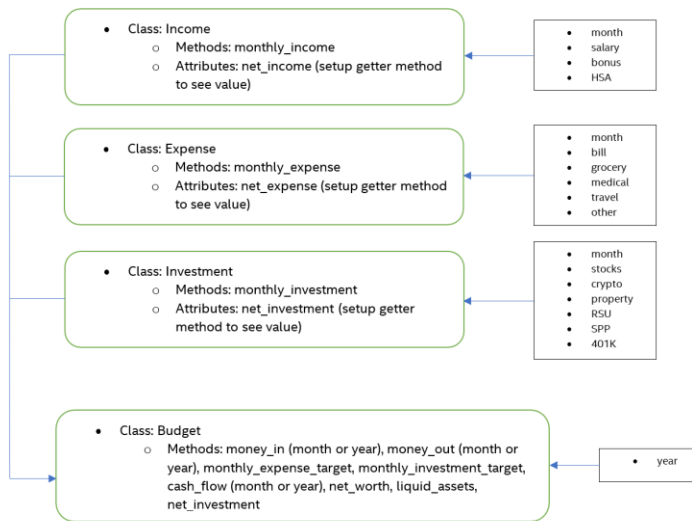 • Class: Income
o Methods: monthly_income
o Attributes: net_income (setup getter method
to see value)
• month
• salary
• bonus
• HSA
• Class: Expense
o Methods: monthly_expense
o Attributes: net_expense (setup getter method
to see value)
• month
• bill
• grocery
• medical
• travel
• other
• Class: Investment
o Methods: monthly_investment
o Attributes: net_investment (setup getter
method to see value)
• month
• stocks
• crypto
• property
• RSU
• SPP
• 401K
• Class: Budget
o Methods: money_in (month or year), money_out (month or
year), monthly_expense_target, monthly_investment_target,
cash_flow (month or year), net_worth, liquid_assets,
net_investment
• year